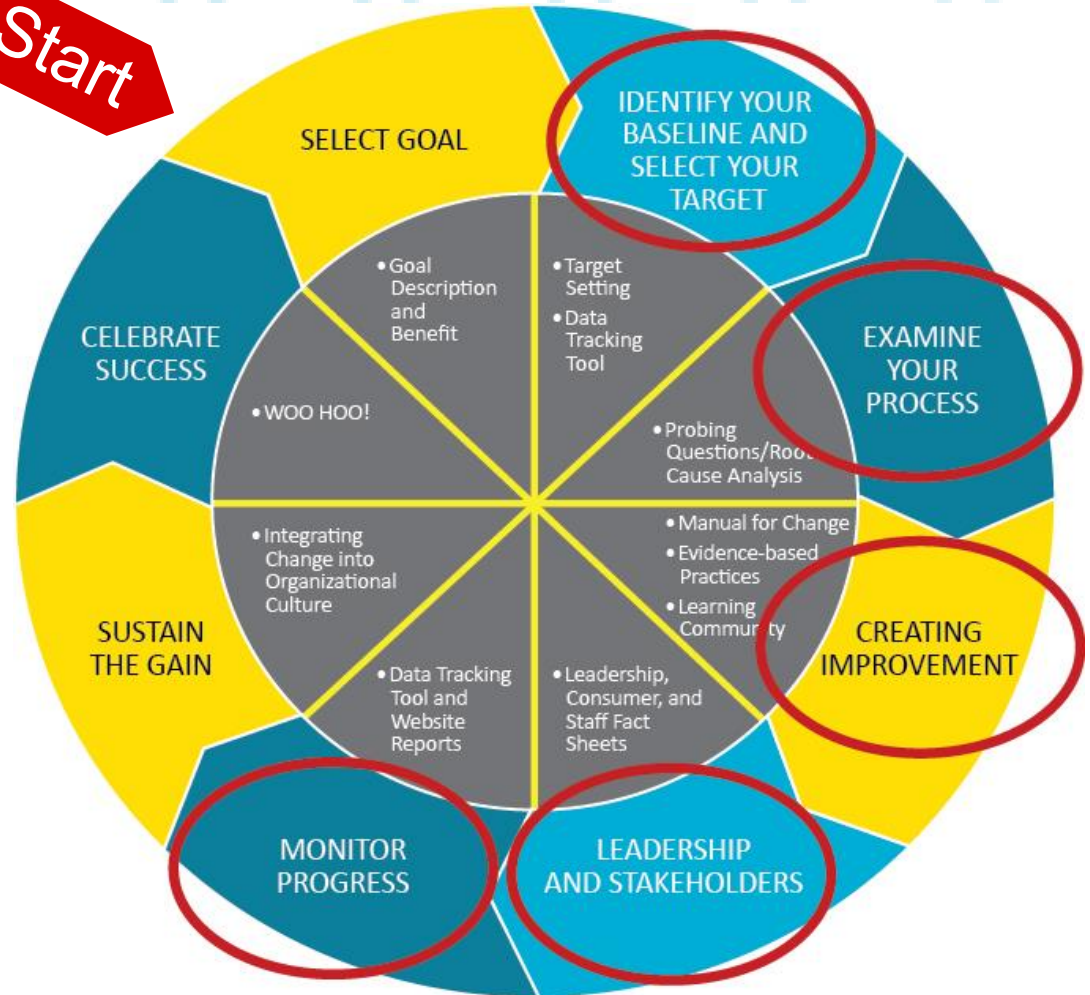 Start
SELECT GOAL
IDENTIFY YOUR
BASELINE AND
SELECT YOUR
TARGET
EXAMINE
YOUR
PROCESS
CREATING
IMPROVEMENT
LEADERSHIP
AND STAKEHOLDERS
MONITOR
PROGRESS
SUSTAIN
THE GAIN
CELEBRATE
SUCCESS
• Goal
Description
and
Benefit
• Target
Setting
• Data
Tracking
Tool
• Probing
Questions/Root
Cause Analysis
• Manual for Change
• Evidence-based
Practices
• Learning
Community
• Leadership,
Consumer, and
Staff Fact
Sheets
• Data Tracking
Tool and
Website
Reports
• Integrating
Change into
Organizational
Culture
• WOO HOO!